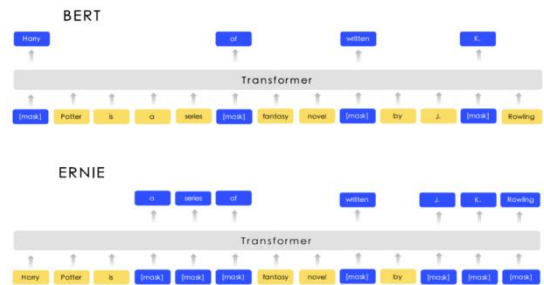 BERT
Harry of written K.
Transformer
[mask] Potter is a series [mask] fantasy novel [mask] by J. [mask] Rowling
ERNIE
a series of written J. K. Rowling
Transformer
Harry Potter is [mask] [mask] [mask] fantasy novel [mask] by [mask] [mask] [mask]